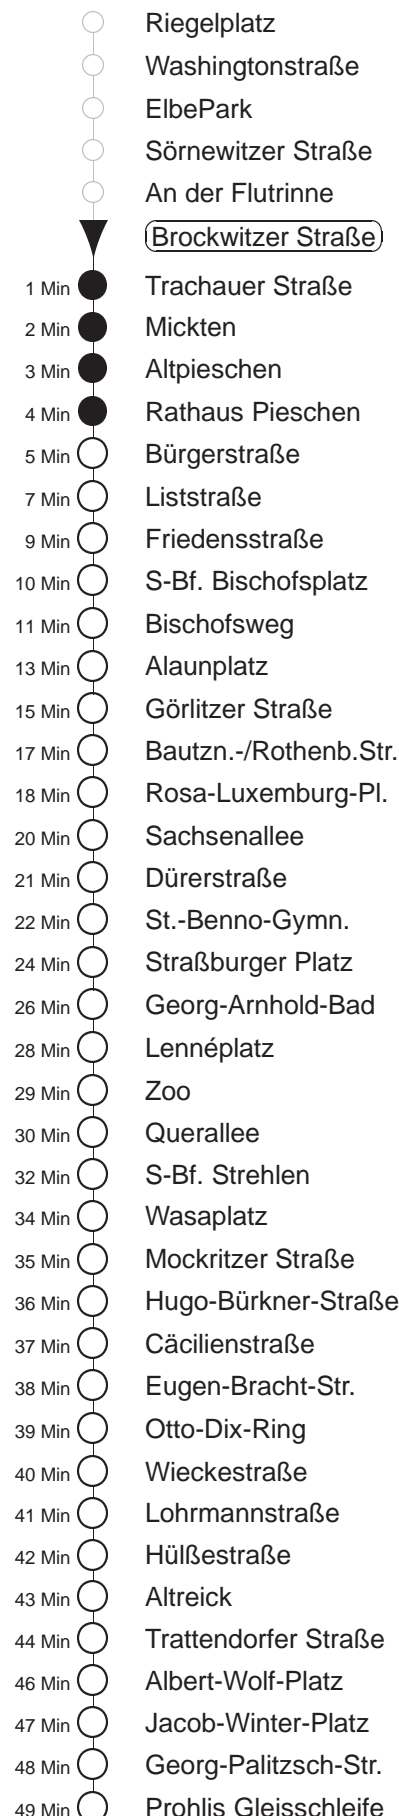 Riegelplatz
Washingtonstraße
ElbePark
Sörnewitzer Straße
An der Flutrinne
Brockwitzer Straße
1 Min Trachauer Straße
2 Min Mickten
3 Min Altpieschen
4 Min Rathaus Pieschen
5 Min Bürgerstraße
7 Min Liststraße
9 Min Friedensstraße
10 Min S-Bf. Bischofsplatz
11 Min Bischofsweg
13 Min Alaunplatz
15 Min Görlitzer Straße
17 Min Bautzn.-/Rothenb.Str.
18 Min Rosa-Luxemburg-Pl.
20 Min Sachsenallee
21 Min Dürerstraße
22 Min St.-Benno-Gymn.
24 Min Straßburger Platz
26 Min Georg-Arnhold-Bad
28 Min Lennéplatz
29 Min Zoo
30 Min Querallee
32 Min S-Bf. Strehlen
34 Min Wasaplatz
35 Min Mockritzer Straße
36 Min Hugo-Bürkner-Straße
37 Min Cäcilienstraße
38 Min Eugen-Bracht-Str.
39 Min Otto-Dix-Ring
40 Min Wieckestraße
41 Min Lohrmannstraße
42 Min Hülßestraße
43 Min Altreick
44 Min Trattendorfer Straße
46 Min Albert-Wolf-Platz
47 Min Jacob-Winter-Platz
48 Min Georg-Palitzsch-Str.
49 Min Prohlis Gleisschleife